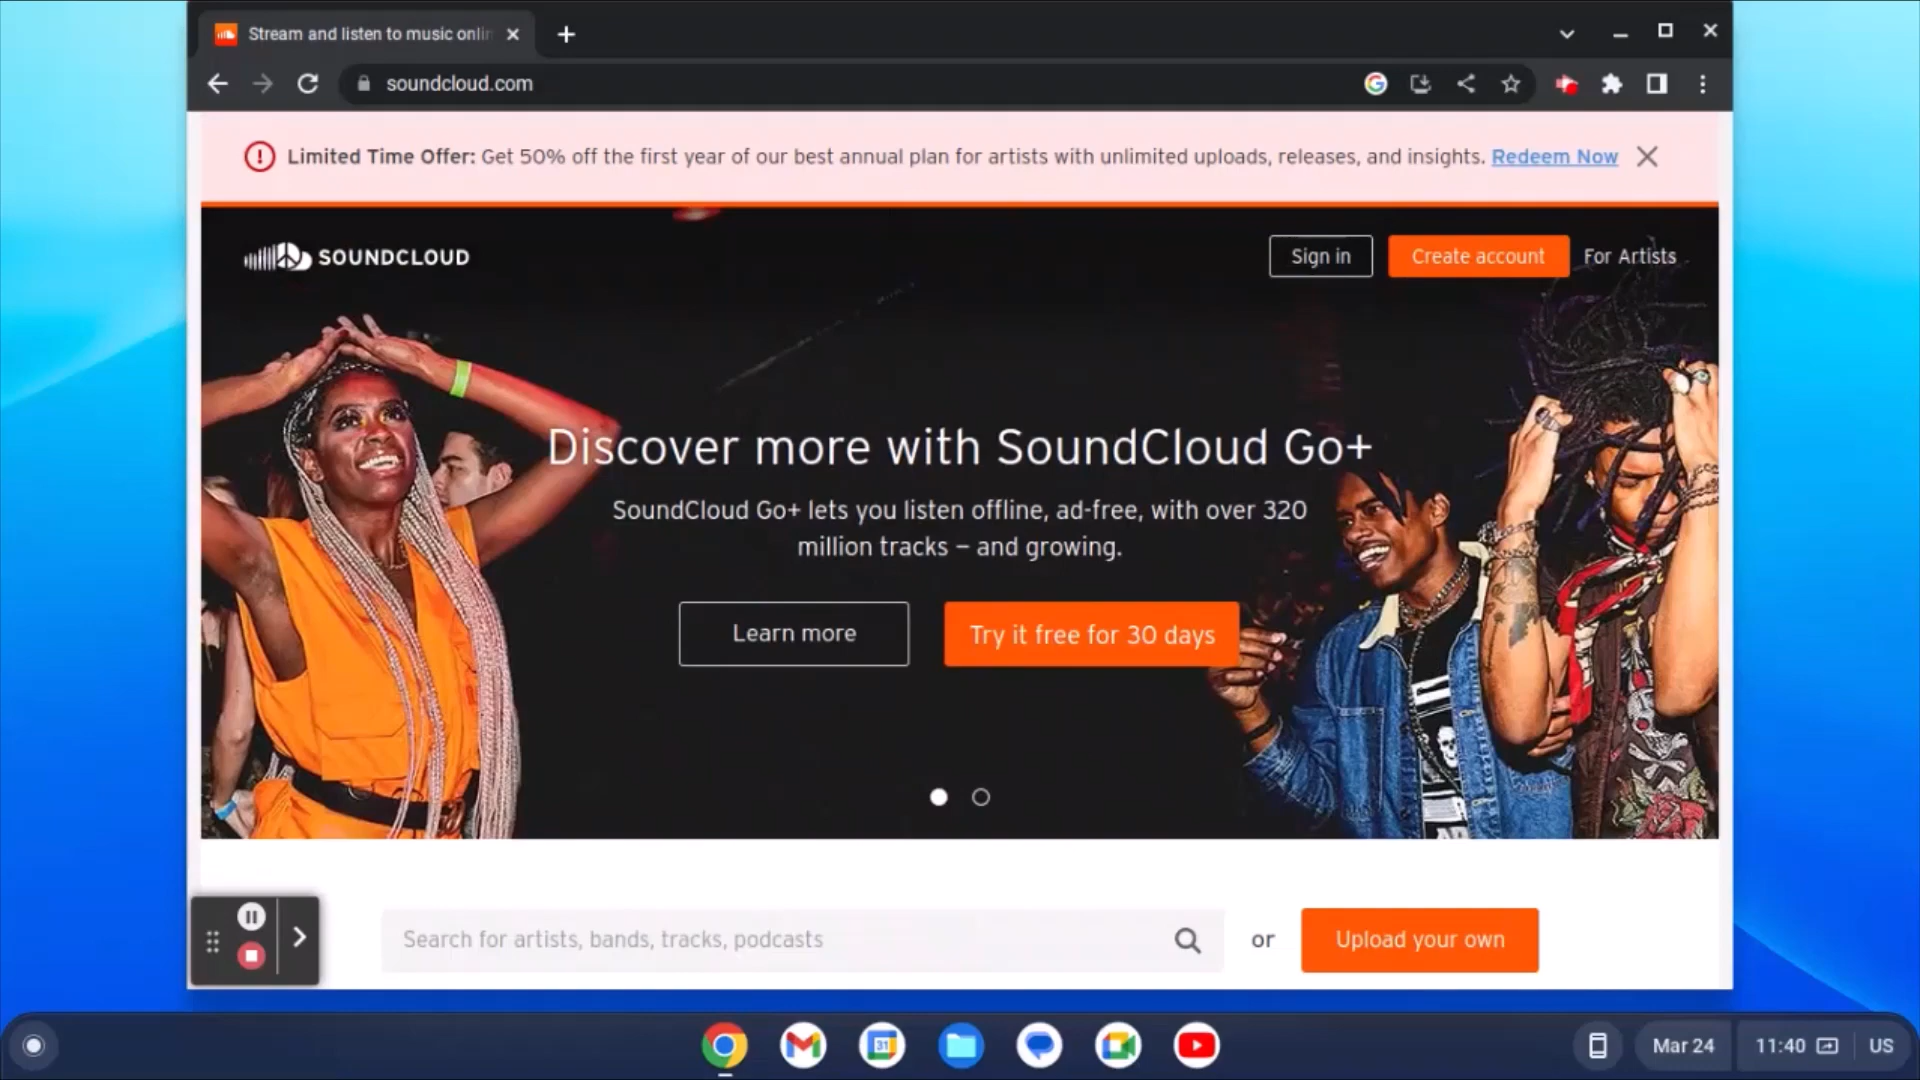 Stream and listen to music onlin
soundcloud.com
Limited Time Offer: Get 50% off the first year of our best annual plan for artists with unlimited uploads, releases, and insights. Redeem Now
SOUNDCLOUD
Sign in
Create account
For Artists
Discover more with SoundCloud Go+
SoundCloud Go+ lets you listen offline, ad-free, with over 320
million tracks – and growing.
Learn more
Try it free for 30 days
Search for artists, bands, tracks, podcasts
or
Upload your own
31
Mar 24
11:40
US